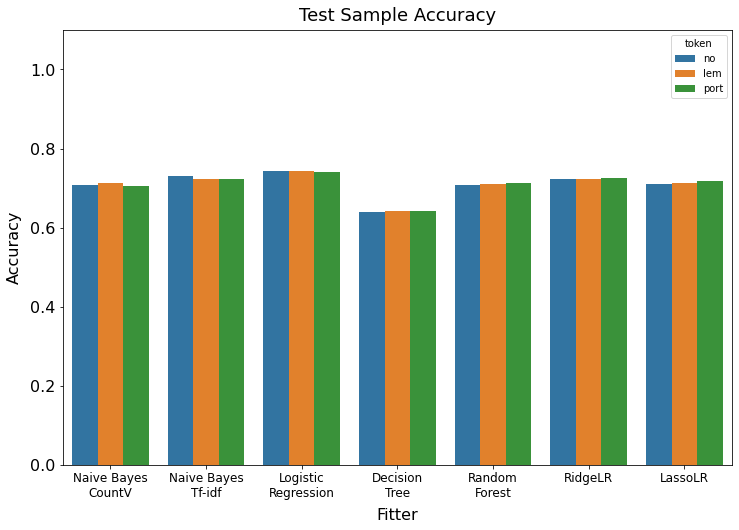 Test Sample Accuracy
token
no
lem
port
Accuracy
1.0
0.8
0.6
0.4
0.2
0.0
Naive Bayes
CountV
Naive Bayes
Tf-idf
Logistic
Regression
Decision
Tree
Random
Forest
RidgeLR
LassoLR
Fitter